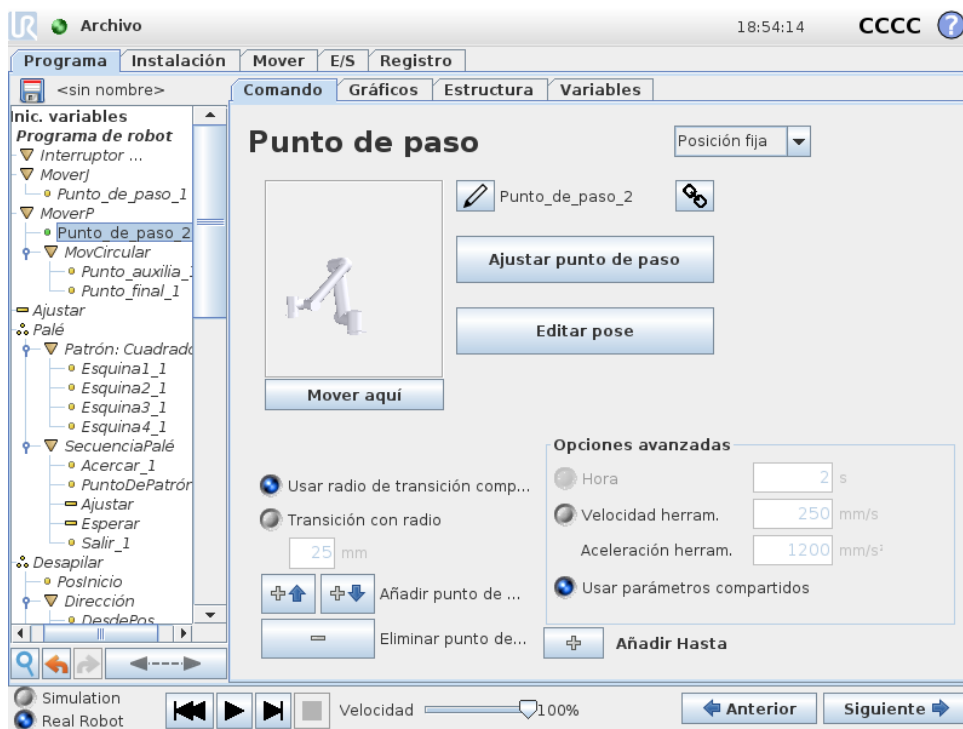 UR Archivo 18:54:14 CCCC ?
Programa Instalación Mover E/S Registro
<sin nombre> Comando Gráficos Estructura Variables
Inic. variables
Programa de robot
Interruptor ...
MoverJ
Punto_de_paso_1
MoverP
Punto_de_paso_2
MovCircular
Punto_auxilia_1
Punto_final_1
Ajustar
Palé
Patrón: Cuadrado
Esquina1_1
Esquina2_1
Esquina3_1
Esquina4_1
SecuenciaPalé
Acercar_1
PuntoDePatrón
Ajustar
Esperar
Salir_1
Desapilar
PosInicio
Dirección
DesdePos
Punto de paso
Posición fija
Punto_de_paso_2
Ajustar punto de paso
Editar pose
Mover aquí
Usar radio de transición comp...
Transición con radio
25 mm
Añadir punto de ...
Eliminar punto de...
Opciones avanzadas
Hora 2 s
Velocidad herram. 250 mm/s
Aceleración herram. 1200 mm/s²
Usar parámetros compartidos
Añadir Hasta
Simulation
Real Robot
Velocidad 100%
Anterior Siguiente